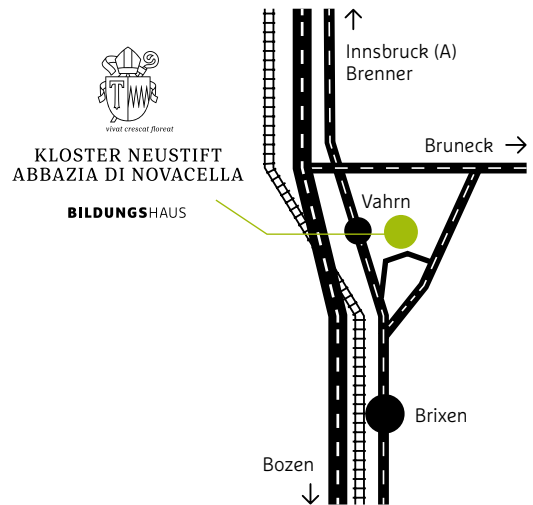 Innsbruck (A)
Brenner
T
vivat crescat floreat
KLOSTER NEUSTIFT
ABBAZIA DI NOVACELLA
BILDUNGSHAUS
Bruneck
Vahrn
Brixen
Bozen